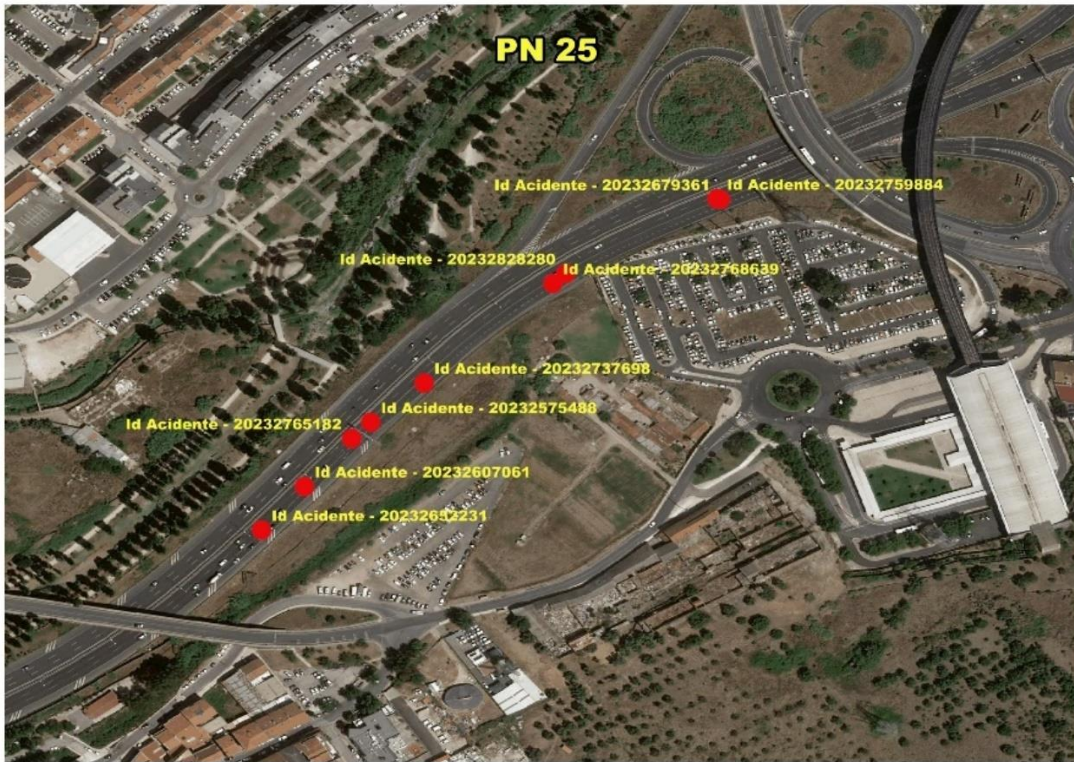 PN 25
Id Acidente - 20232679361
Id Acidente - 20232759884
Id Acidente - 20232828280
Id Acidente - 20232768639
Id Acidente - 20232737698
Id Acidente - 20232575488
Id Acidente - 20232765182
Id Acidente - 20232607061
Id Acidente - 20232652231